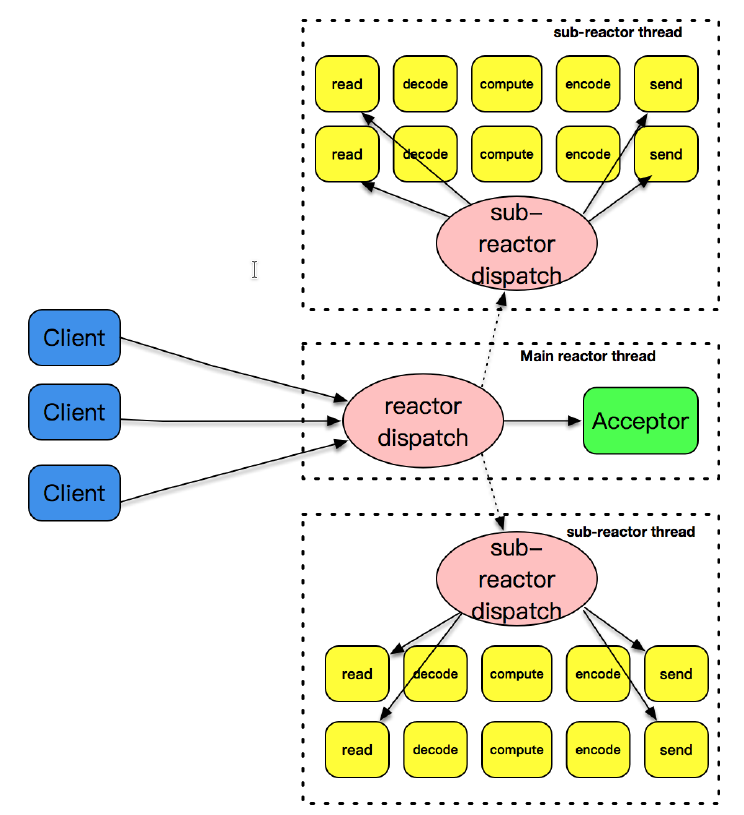 sub-reactor thread
read decode compute encode send
read decode compute encode send
sub-
reactor
dispatch
Client
Client
Client
Main reactor thread
reactor
dispatch
Acceptor
sub-reactor thread
sub-
reactor
dispatch
read decode compute encode send
read decode compute encode send